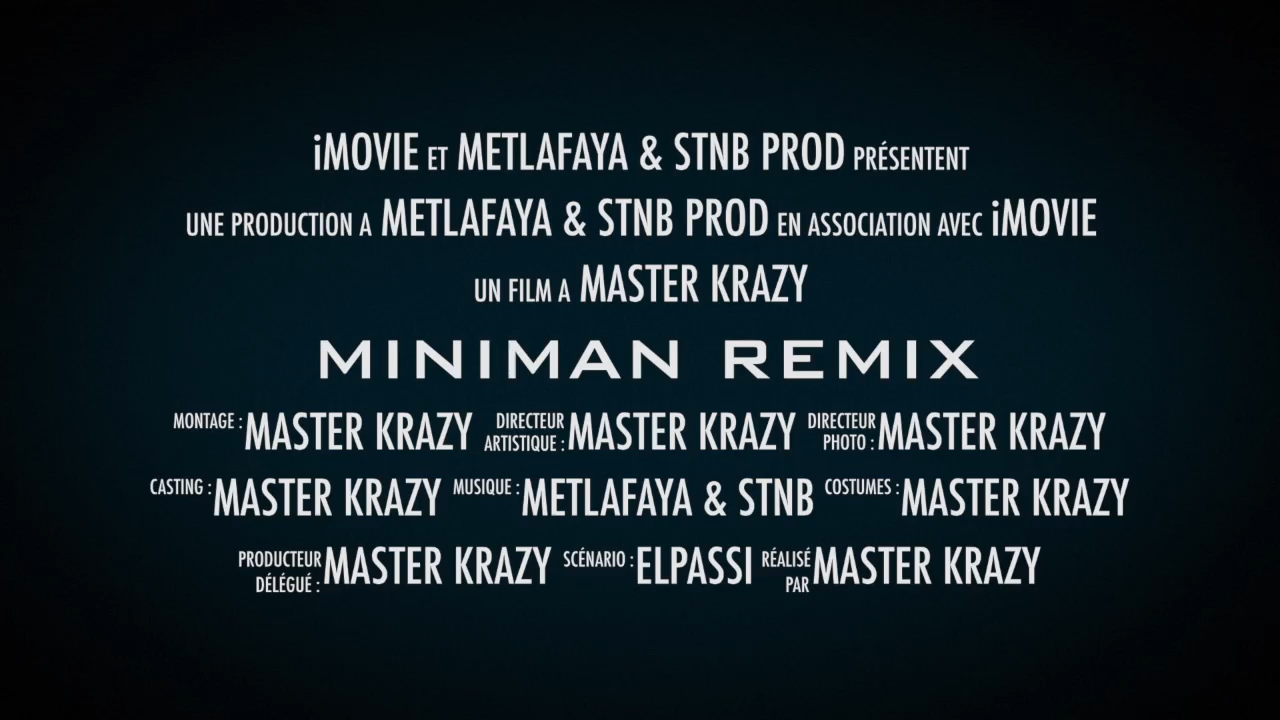 iMOVIE ET METLAFAYA & STNB PROD PRÉSENTENT
UNE PRODUCTION A METLAFAYA & STNB PROD EN ASSOCIATION AVEC iMOVIE
UN FILM A MASTER KRAZY
MINIMAN REMIX
MONTAGE : MASTER KRAZY DIRECTEUR ARTISTIQUE : MASTER KRAZY DIRECTEUR PHOTO : MASTER KRAZY
CASTING : MASTER KRAZY MUSIQUE : METLAFAYA & STNB COSTUMES : MASTER KRAZY
PRODUCTEUR DÉLÉGUÉ : MASTER KRAZY SCÉNARIO : ELPASSI RÉALISÉ PAR MASTER KRAZY